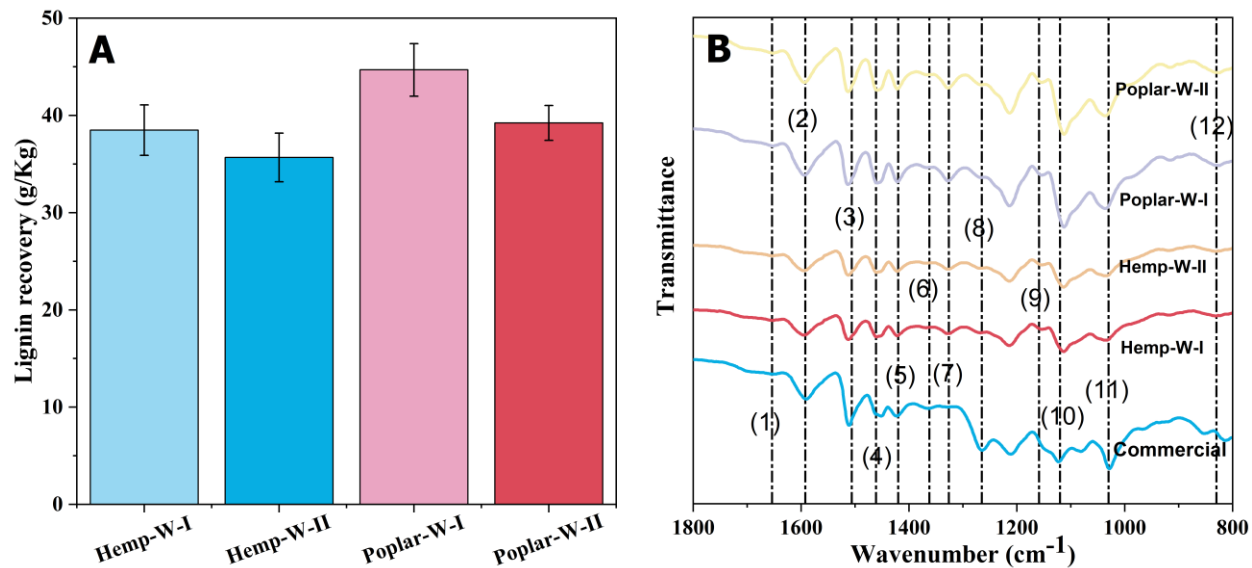 A
Lignin recovery (g/Kg)
50
40
30
20
10
0
Hemp-W-I
Hemp-W-II
Poplar-W-I
Poplar-W-II
B
Transmittance
Poplar-W-II
(2)
(12)
Poplar-W-I
(3)
(8)
Hemp-W-II
(6)
(9)
Hemp-W-I
(5)
(7)
(11)
(1)
(10)
(4)
Commercial
1800
1600
1400
1200
1000
800
Wavenumber (cm-1)